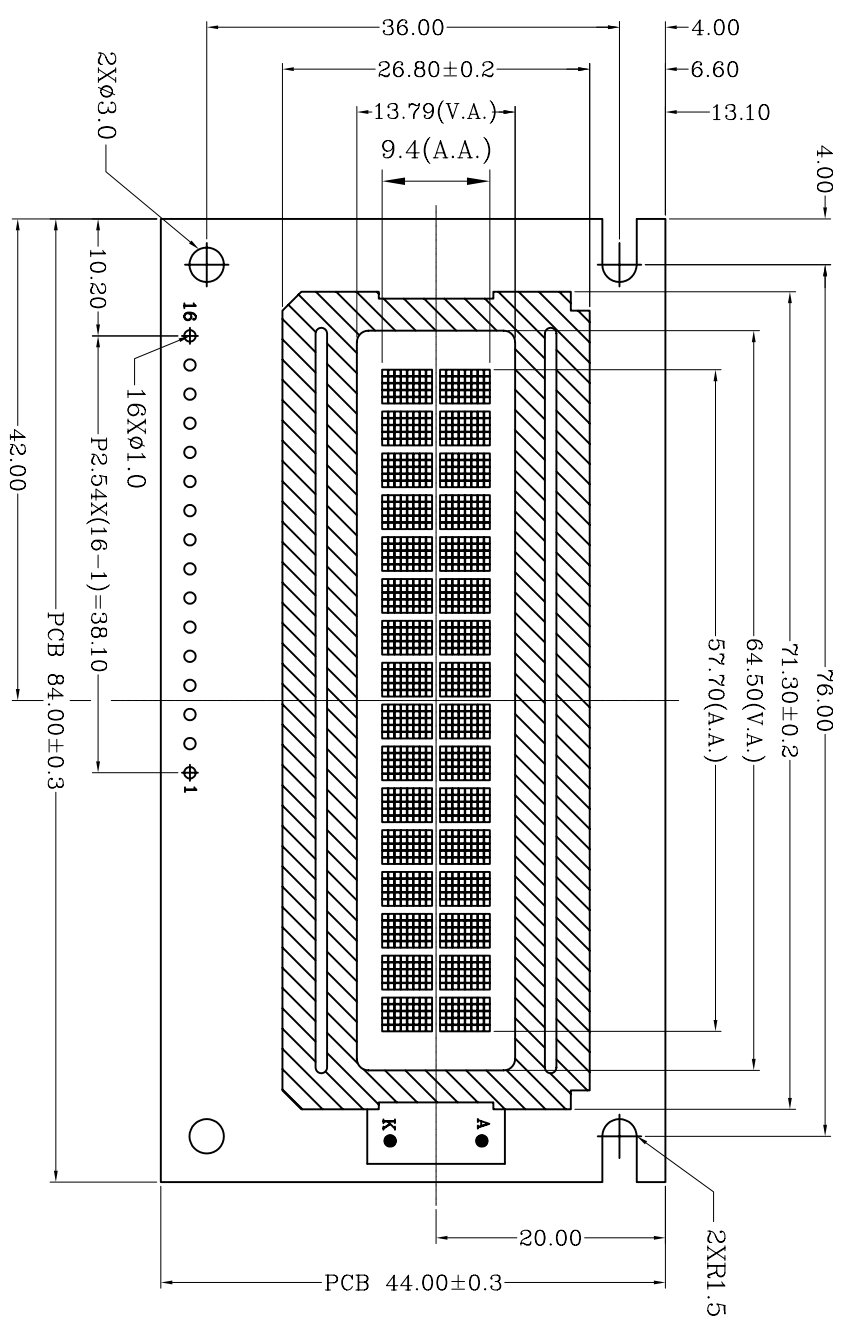 36.00
4.00
26.80±0.2
6.60
13.79(V.A.)
13.10
9.4(A.A.)
2Xø3.0
4.00
10.20
16
16Xø1.0
42.00
P2.54X(16-1)=38.10
PCB 84.00±0.3
57.70(A.A.)
64.50(V.A.)
71.30±0.2
76.00
1
K
A
20.00
2XR1.5
PCB 44.00±0.3